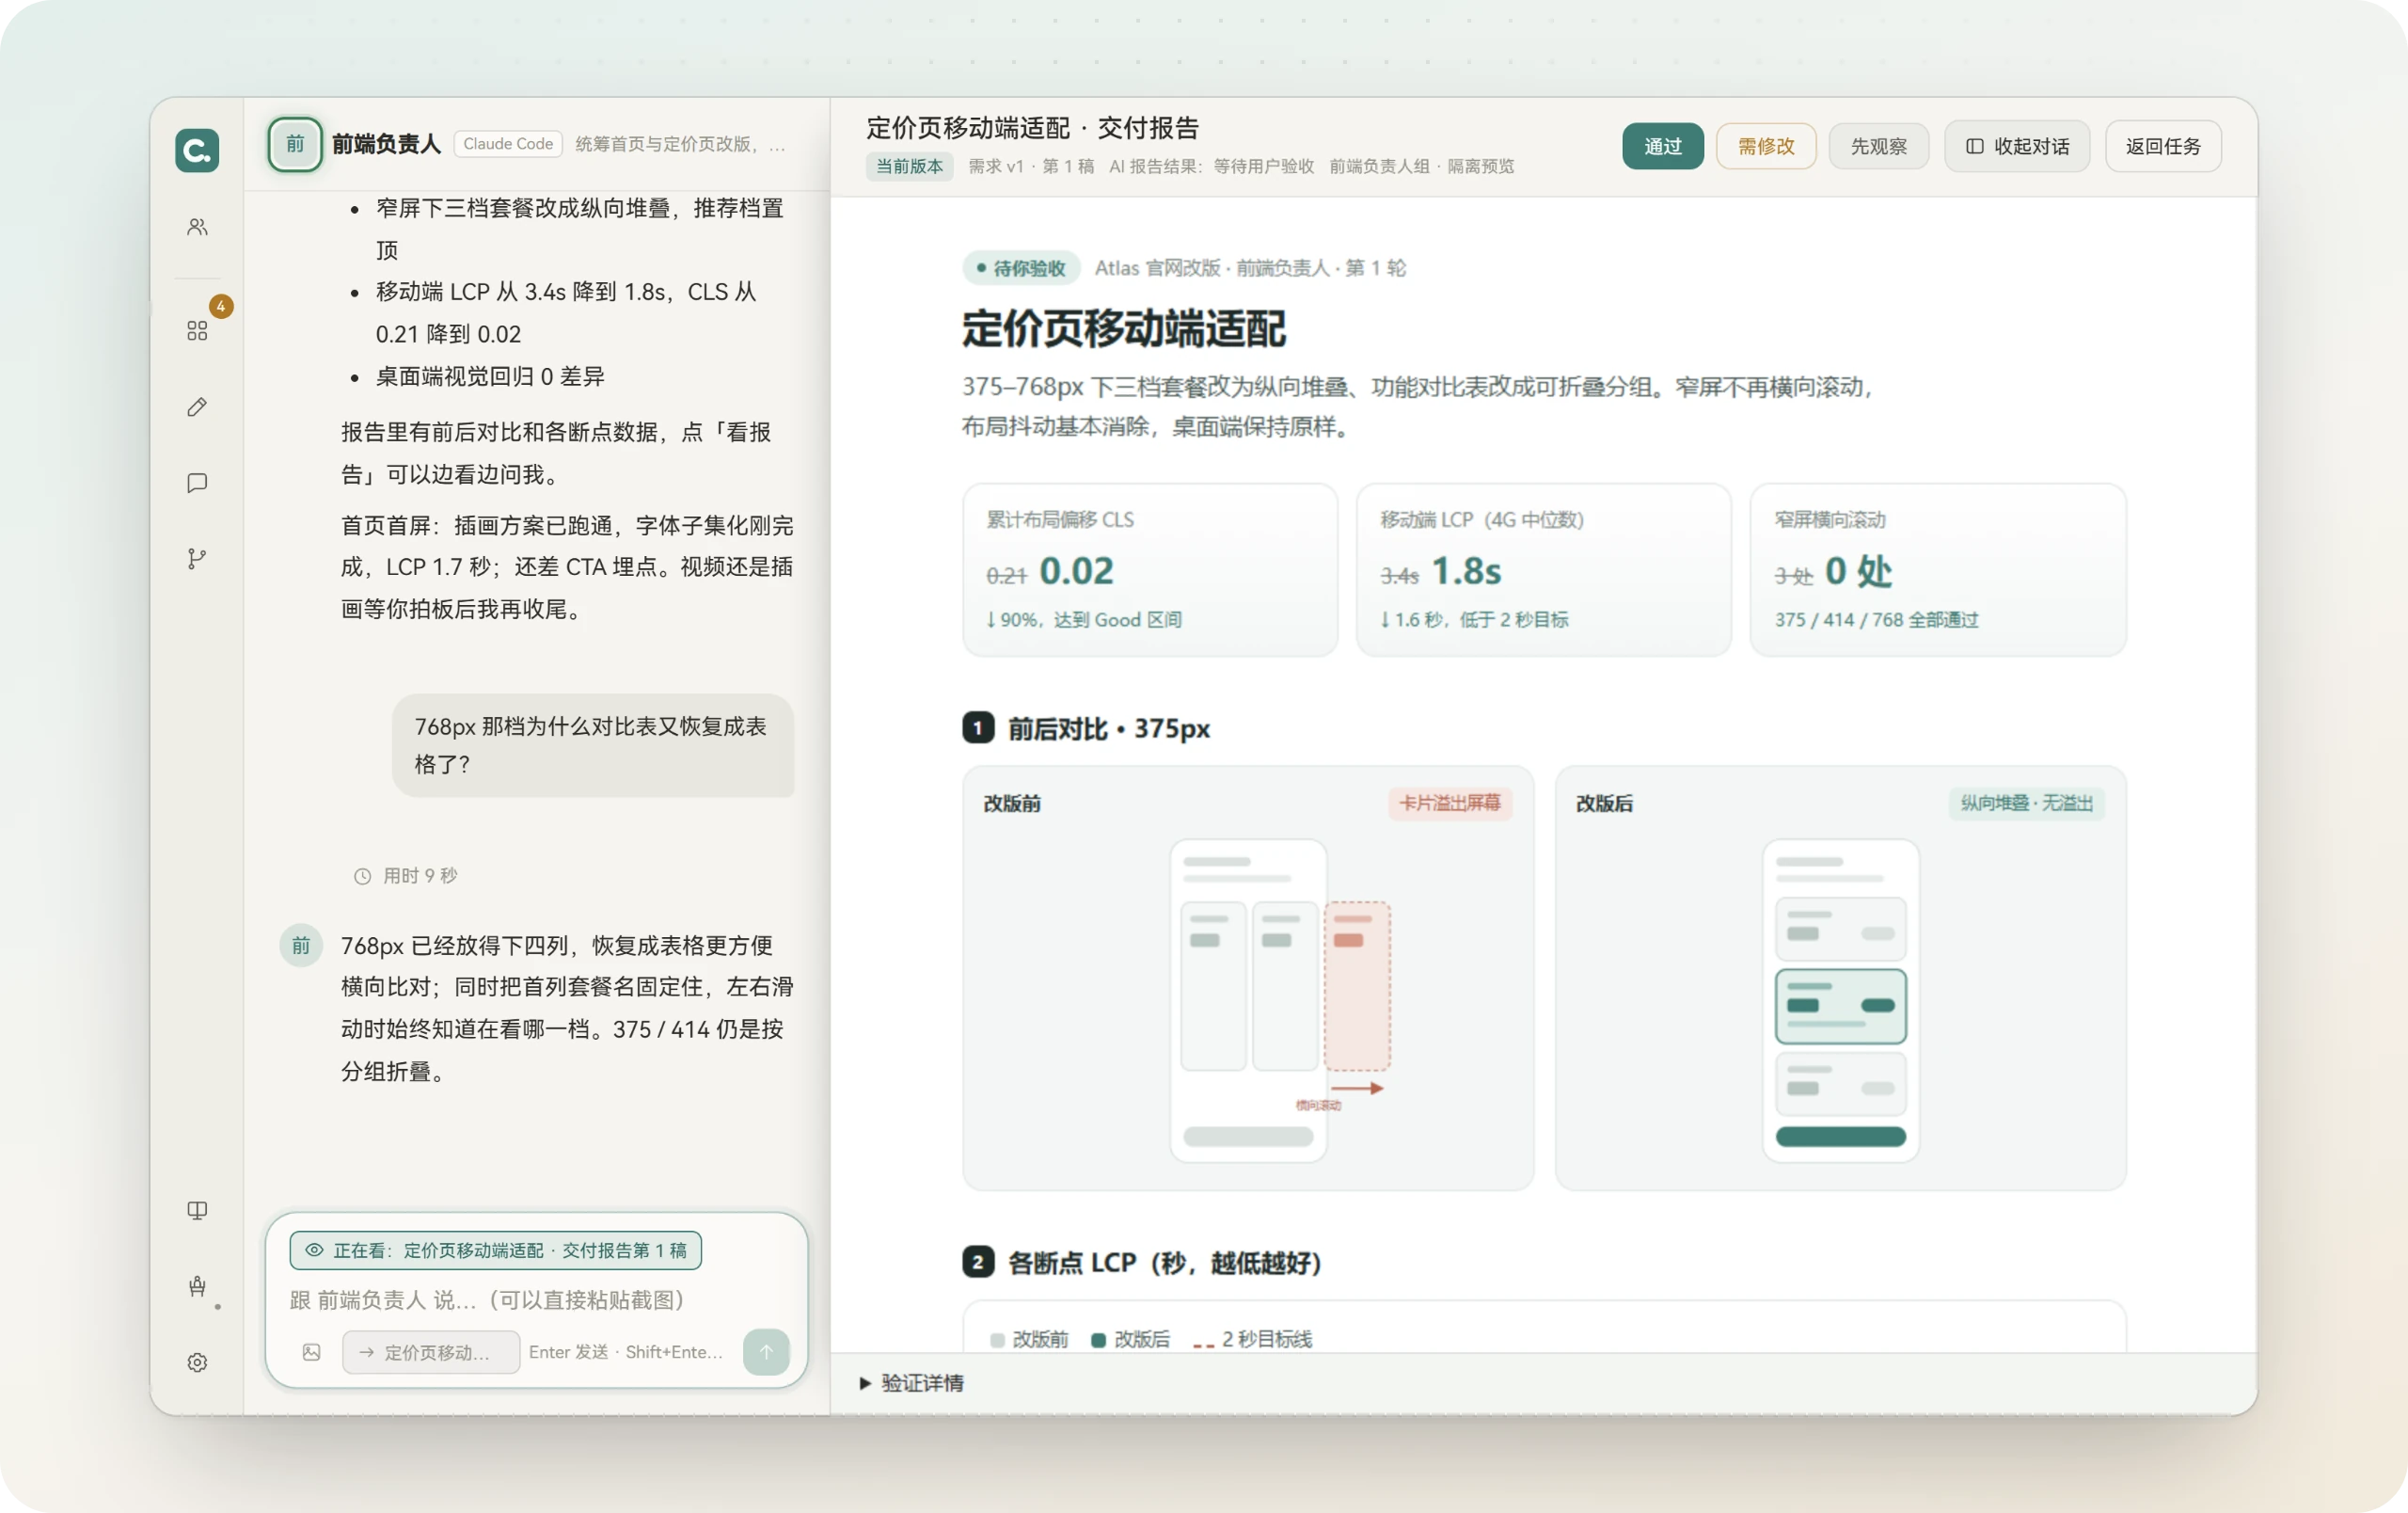 C.
4
前
前端负责人
Claude Code
统筹首页与定价页改版，…
• 窄屏下三档套餐改成纵向堆叠，推荐档置
顶
• 移动端 LCP 从 3.4s 降到 1.8s，CLS 从
0.21 降到 0.02
• 桌面端视觉回归 0 差异
报告里有前后对比和各断点数据，点「看报
告」可以边看边问我。
首页首屏：插画方案已跑通，字体子集化刚完
成，LCP 1.7 秒；还差 CTA 埋点。视频还是插
画等你拍板后我再收尾。
768px 那档为什么对比表又恢复成表
格了？
用时 9 秒
前
768px 已经放得下四列，恢复成表格更方便
横向比对；同时把首列套餐名固定住，左右滑
动时始终知道在看哪一档。375 / 414 仍是按
分组折叠。
正在看：定价页移动端适配 · 交付报告第 1 稿
跟 前端负责人 说…（可以直接粘贴截图）
→ 定价页移动…
Enter 发送 · Shift+Ente…
定价页移动端适配 · 交付报告
当前版本
需求 v1 · 第 1 稿
AI 报告结果：等待用户验收
前端负责人组 · 隔离预览
通过
需修改
先观察
收起对话
返回任务
待你验收
Atlas 官网改版 · 前端负责人 · 第 1 轮
定价页移动端适配
375–768px 下三档套餐改为纵向堆叠、功能对比表改成可折叠分组。窄屏不再横向滚动，
布局抖动基本消除，桌面端保持原样。
累计布局偏移 CLS
0.21 0.02
↓ 90%，达到 Good 区间
移动端 LCP（4G 中位数）
3.4s 1.8s
↓ 1.6 秒，低于 2 秒目标
窄屏横向滚动
3 处 0 处
375 / 414 / 768 全部通过
1 前后对比 • 375px
改版前
卡片溢出屏幕
横向滚动
改版后
纵向堆叠 · 无溢出
2 各断点 LCP（秒，越低越好）
改版前
改版后
2 秒目标线
▶ 验证详情